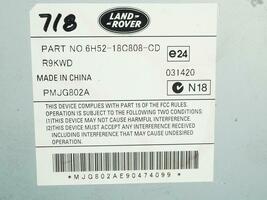 718
LAND-
ROVER
PART NO.6H52-18C808-CD
e24
R9KWD
031420
MADE IN CHINA
PMJG802A
N18
THIS DEVICE COMPLIES WITH PART15 OF THE FCC RULES.
OPERATION IS SUBJECT TO THE FOLLOWING TWO CONDITIONS:
(1)THIS DEVICE MAY NOT CAUSE HARMFUL INTERFERENCE.
(2)THIS DEVICE MUST ACCEPT ANY INTERFERENCE RECEIVED,
INCLUDING INTERFERENCE THAT MAY CAUSE UNDESIRED
OPERATION.
*MJG802AE90474099*